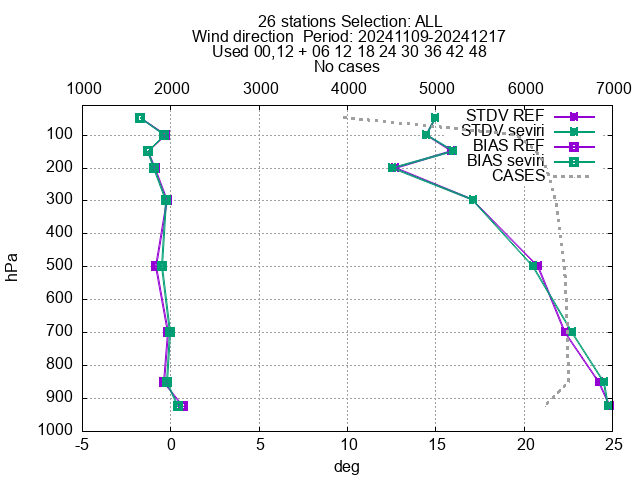 26 stations Selection: ALL
Wind direction  Period: 20241109-20241217
Used 00,12 + 06 12 18 24 30 36 42 48
No cases
1000 2000 3000 4000 5000 6000 7000
STDV REF
STDV seviri
BIAS REF
BIAS seviri
CASES
100
200
300
400
500
600
700
800
900
1000
hPa
-5 0 5 10 15 20 25
deg